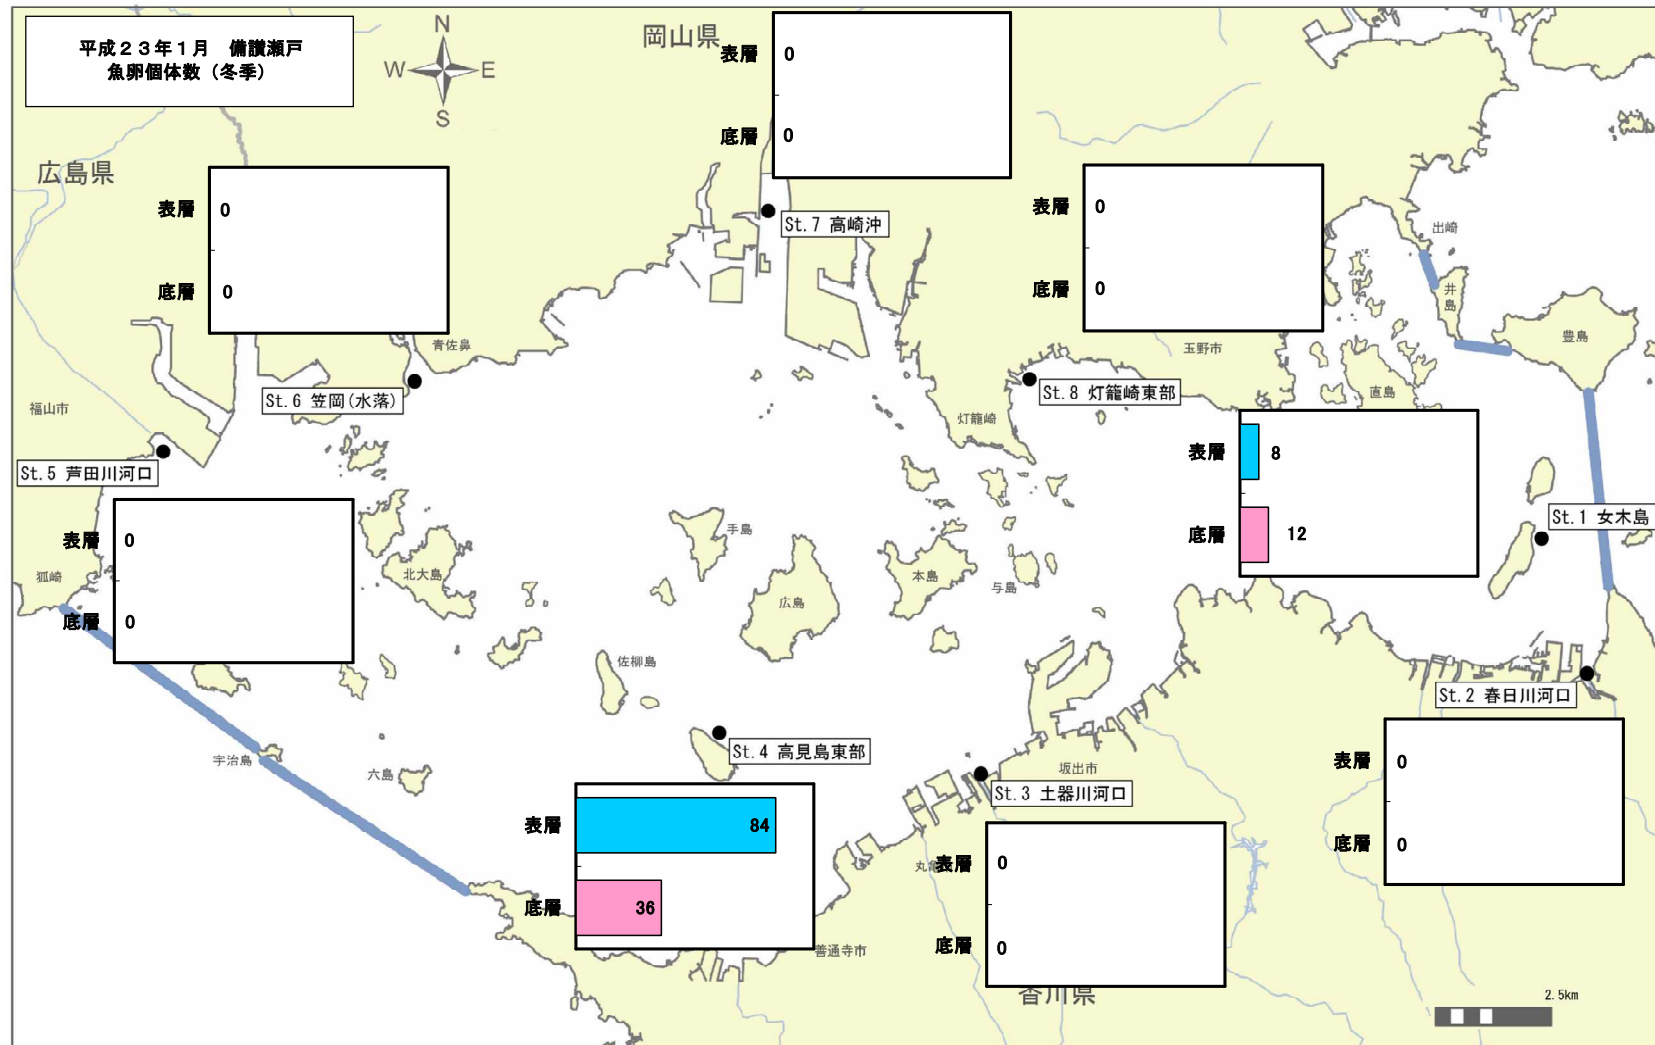 平成２３年１月　備讃瀬戸
魚卵個体数（冬季）
N
W
E
S
岡山県
広島県
香川県
表層
0
底層
0
St.7 高崎沖
表層
0
底層
0
St.6 笠岡(水落)
青佐鼻
福山市
St.5 芦田川河口
表層
0
底層
0
狐崎
表層
0
底層
0
St.8 灯籠崎東部
灯籠崎
玉野市
出崎
井島
豊島
直島
表層
8
底層
12
St.1 女木島
St.2 春日川河口
表層
0
底層
0
北大島
手島
広島
本島
与島
佐柳島
宇治島
六島
St.4 高見島東部
表層
84
底層
36
善通寺市
坂出市
St.3 土器川河口
丸亀
表層
0
底層
0
2.5km